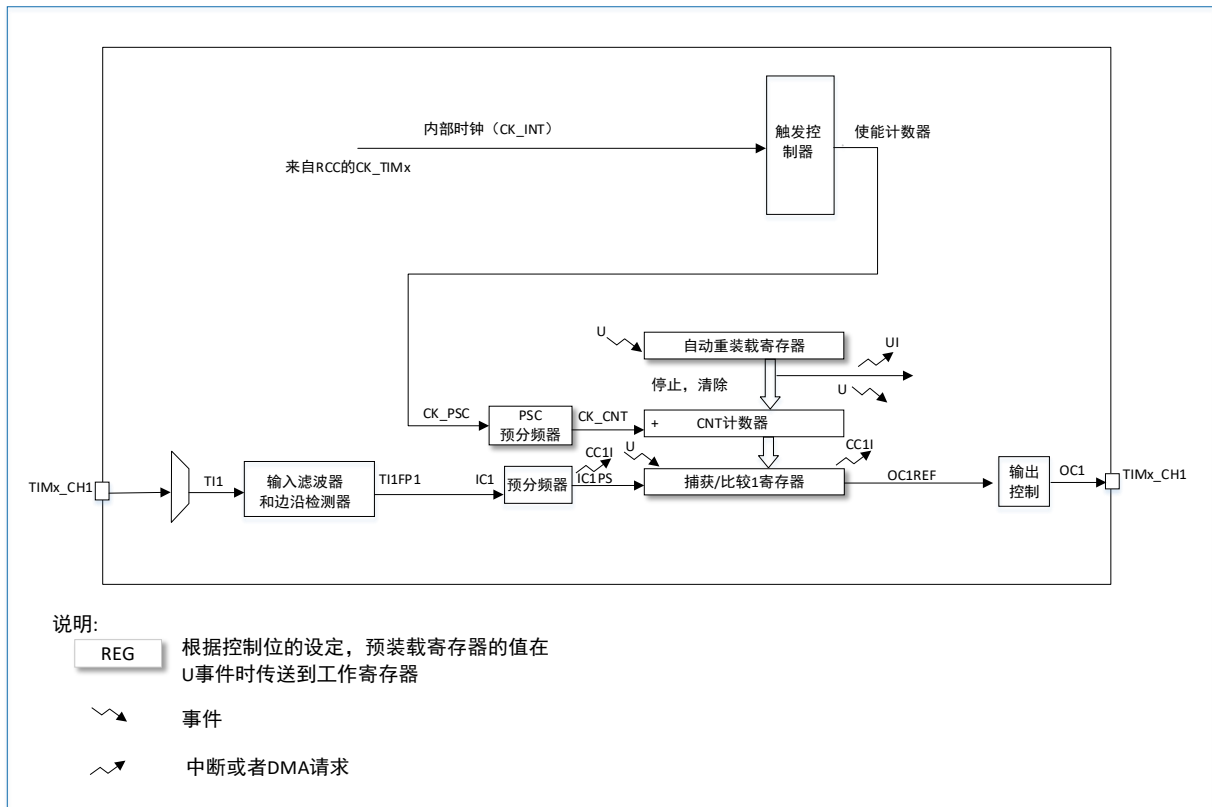 内部时钟（CK_INT）
来自RCC的CK_TIMx
触发控
制器
使能计数器
U
自动重装载寄存器
UI
停止，清除
U
CK_PSC
PSC
预分频器
CK_CNT
+
CNT计数器
CC1I
U
CC1I
TIMx_CH1
TI1
输入滤波器
和边沿检测器
TI1FP1
IC1
预分频器
IC1PS
捕获/比较1寄存器
OC1REF
输出
控制
OC1
TIMx_CH1
说明:
REG
根据控制位的设定，预装载寄存器的值在
U事件时传送到工作寄存器
事件
中断或者DMA请求